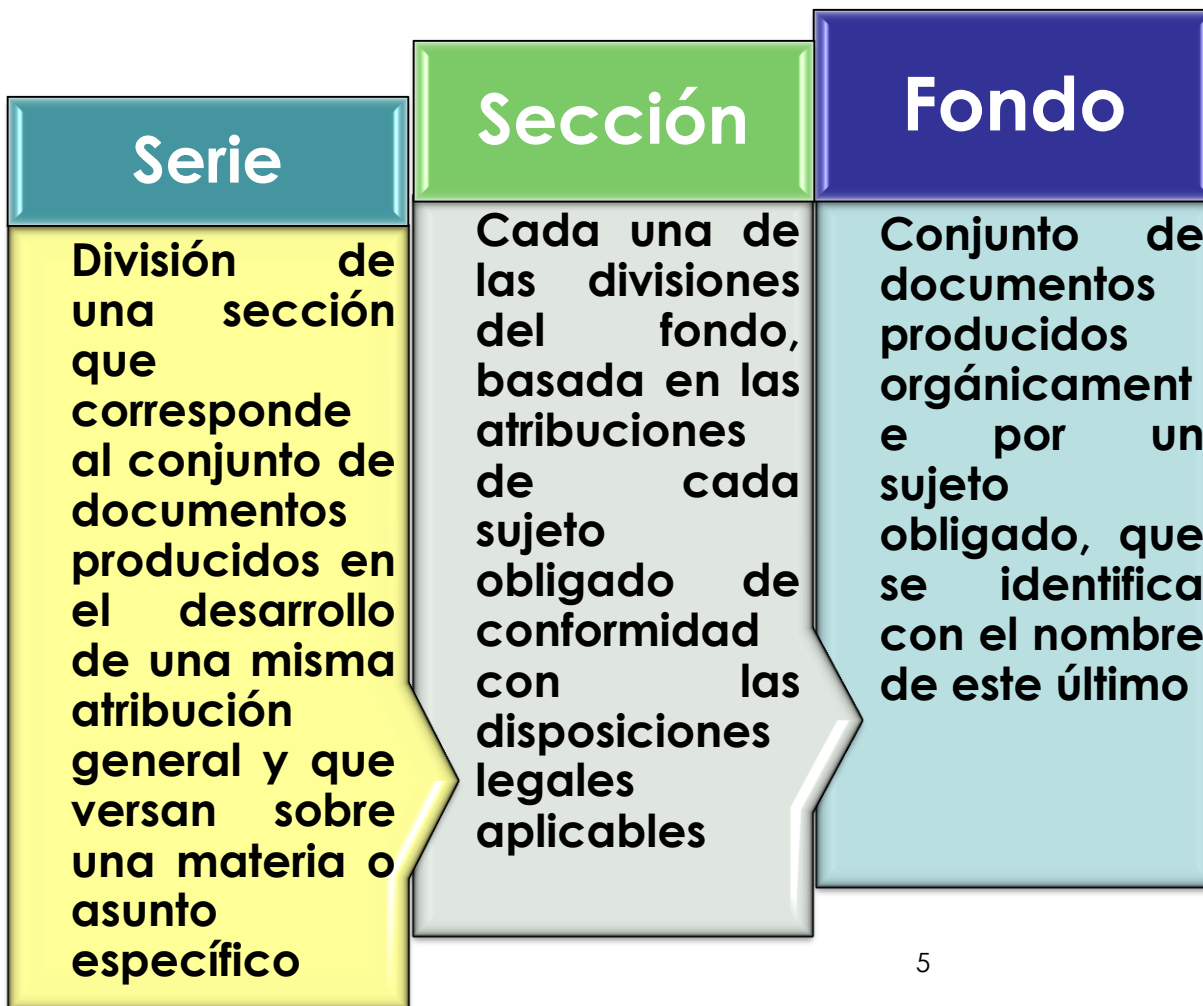 Serie
División de
una sección
que
corresponde
al conjunto de
documentos
producidos en
el desarrollo
de una misma
atribución
general y que
versan sobre
una materia o
asunto
específico
Sección
Cada una de
las divisiones
del fondo,
basada en las
atribuciones
de cada
sujeto
obligado de
conformidad
con las
disposiciones
legales
aplicables
Fondo
Conjunto de
documentos
producidos
orgánicament
e por un
sujeto
obligado, que
se identifica
con el nombre
de este último
5